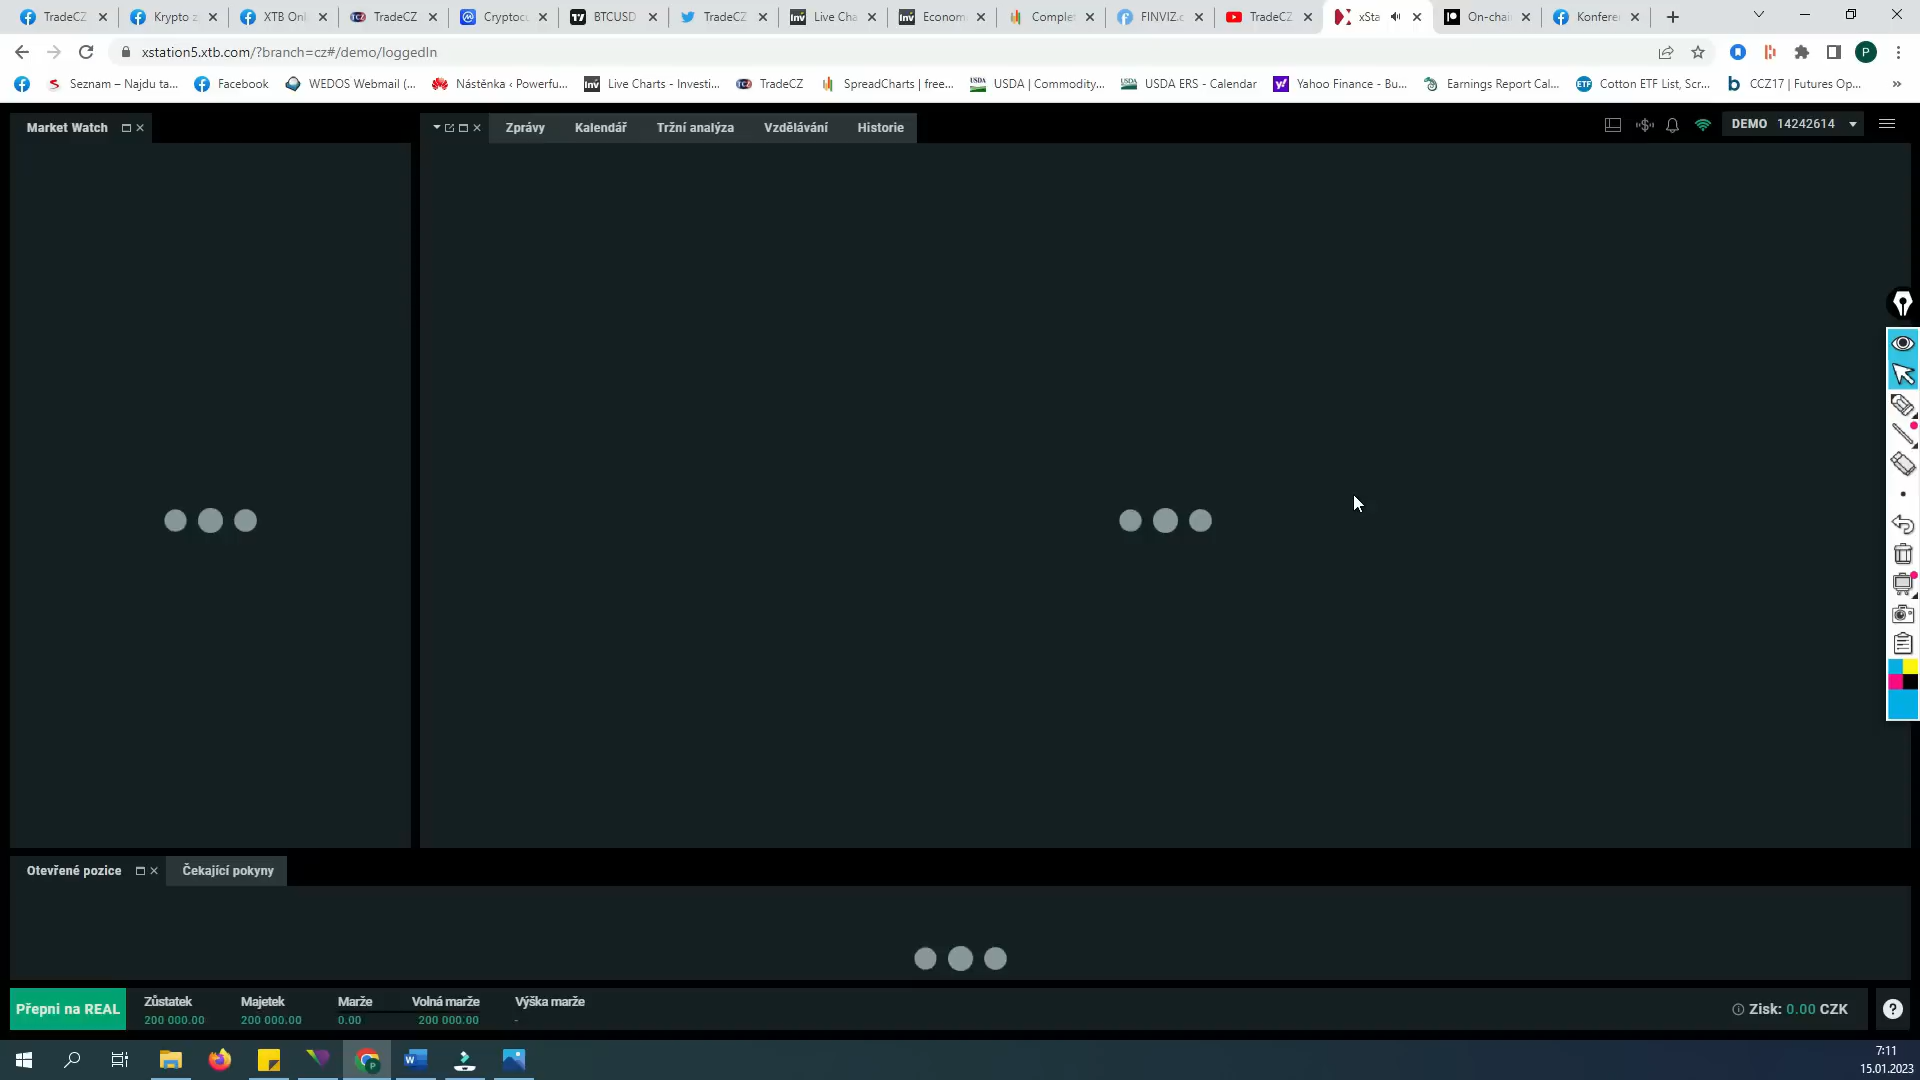 TradeCZ
Krypto z
XTB Onl
TradeCZ
Cryptocu
BTCUSD
TradeCZ
Live Cha
Econom
Complet
FINVIZ.c
TradeCZ
xSta
On-chai
Konfere
xstation5.xtb.com/?branch=cz#/demo/loggedIn
P
Seznam – Najdu ta...
Facebook
WEDOS Webmail (...
Nástěnka ‹ Powerfu...
Live Charts - Investi...
TradeCZ
SpreadCharts | free...
USDA | Commodity...
USDA ERS - Calendar
Yahoo Finance - Bu...
Earnings Report Cal...
Cotton ETF List, Scr...
CCZ17 | Futures Op...
»
Market Watch
Zprávy
Kalendář
Tržní analýza
Vzdělávání
Historie
DEMO 14242614
Otevřené pozice
Čekající pokyny
Přepni na REAL
Zůstatek
Majetek
Marže
Volná marže
Výška marže
200 000.00
200 000.00
0.00
200 000.00
-
Zisk: 0.00 CZK
?
7:11
15.01.2023